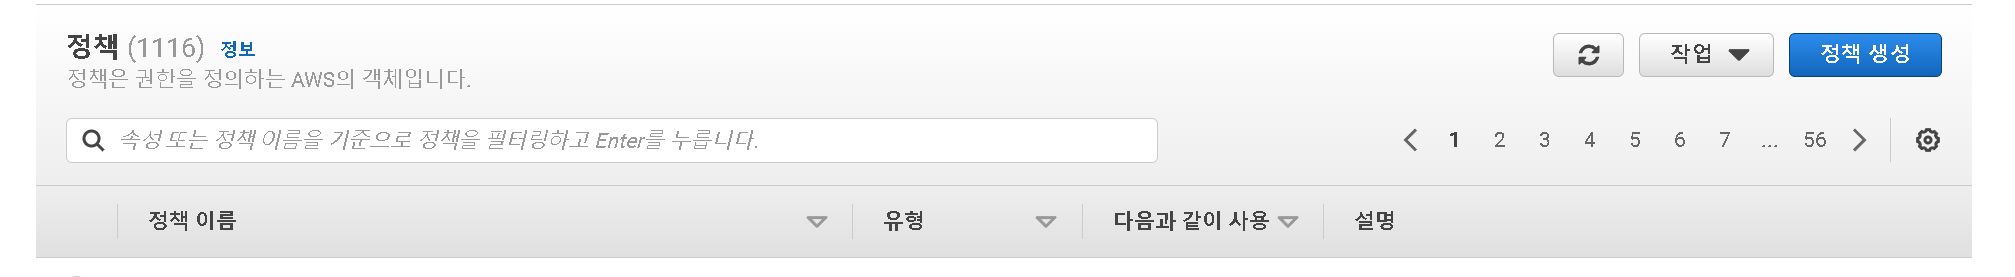 정책 (1116) 정보
작업
정책 생성
정책은 권한을 정의하는 AWS의 객체입니다.
속성 또는 정책 이름을 기준으로 정책을 필터링하고 Enter를 누릅니다.
1 2 3 4 5 6 7 ... 56
정책 이름 유형 다음과 같이 사용 설명